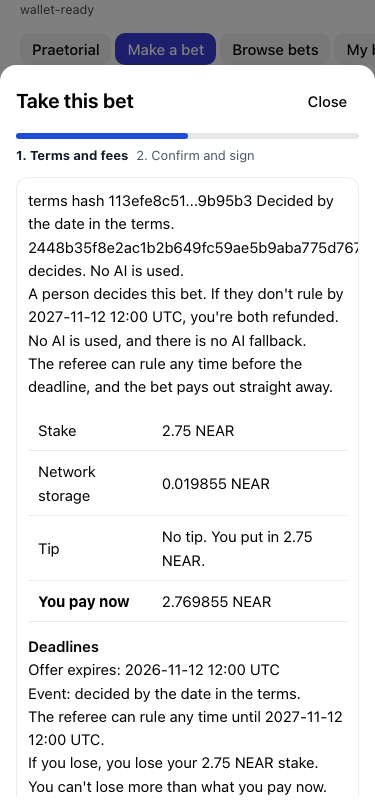 wallet-ready
Praetorial
Make a bet
Browse bets
My b
Take this bet
Close
1. Terms and fees
2. Confirm and sign
terms hash 113efe8c51...9b95b3 Decided by
the date in the terms.
2448b35f8e2ac1b2b649fc59ae5b9aba775d767
decides. No AI is used.
A person decides this bet. If they don't rule by
2027-11-12 12:00 UTC, you're both refunded.
No AI is used, and there is no AI fallback.
The referee can rule any time before the
deadline, and the bet pays out straight away.
Stake
2.75 NEAR
Network
storage
0.019855 NEAR
Tip
No tip. You put in 2.75
NEAR.
You pay now
2.769855 NEAR
Deadlines
Offer expires: 2026-11-12 12:00 UTC
Event: decided by the date in the terms.
The referee can rule any time until 2027-11-12
12:00 UTC.
If you lose, you lose your 2.75 NEAR stake.
You can't lose more than what you pay now.